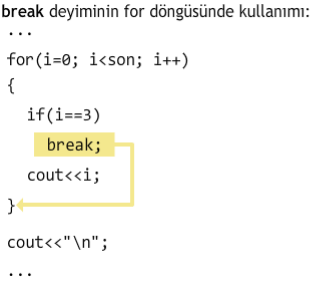 break deyiminin for döngüsünde kullanımı:
...
for(i=0; i<son; i++)
{
if(i==3)
break;
cout<<i;
}
cout<<"\n";
...